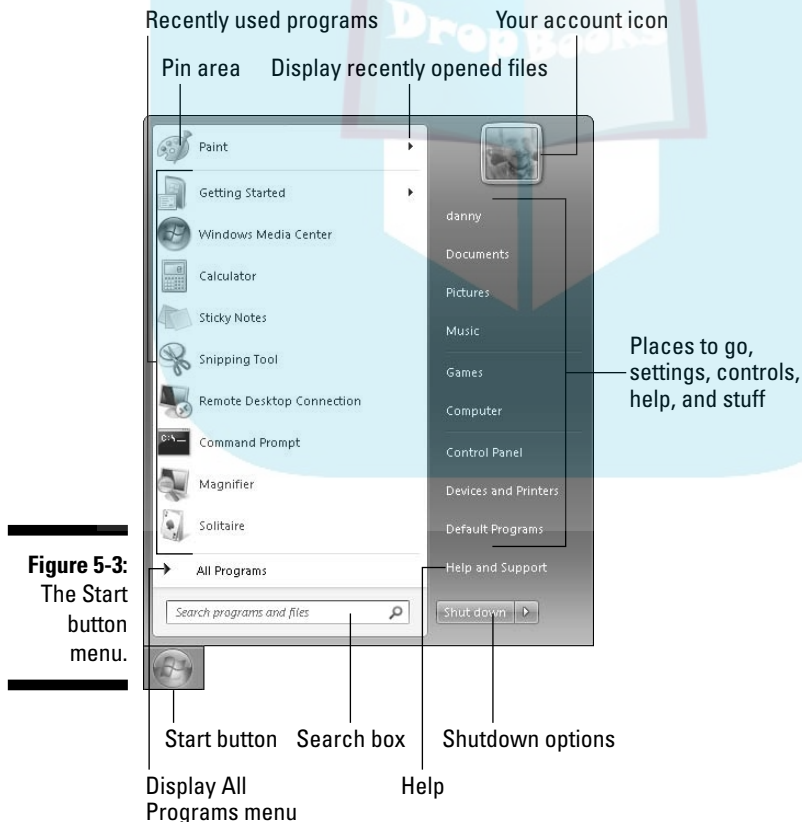 Drop Books
Recently used programs
Your account icon
Pin area
Display recently opened files
Paint
Getting Started
Windows Media Center
Calculator
Sticky Notes
Snipping Tool
Remote Desktop Connection
Command Prompt
Magnifier
Solitaire
All Programs
Search programs and files
danny
Documents
Pictures
Music
Games
Computer
Control Panel
Devices and Printers
Default Programs
Help and Support
Shut down
Places to go,
settings, controls,
help, and stuff
Figure 5-3:
The Start
button
menu.
Start button
Search box
Shutdown options
Display All
Programs menu
Help